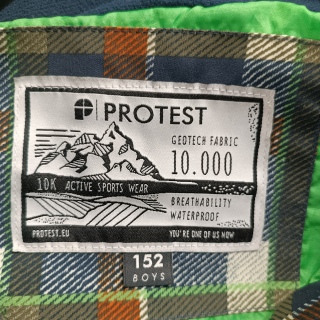 PROTEST
GEOTECH FABRIC
10.000
10K ACTIVE SPORTS WEAR
BREATHABILITY
WATERPROOF
PROTEST.EU
YOU'RE ONE OF US NOW
152
BOYS